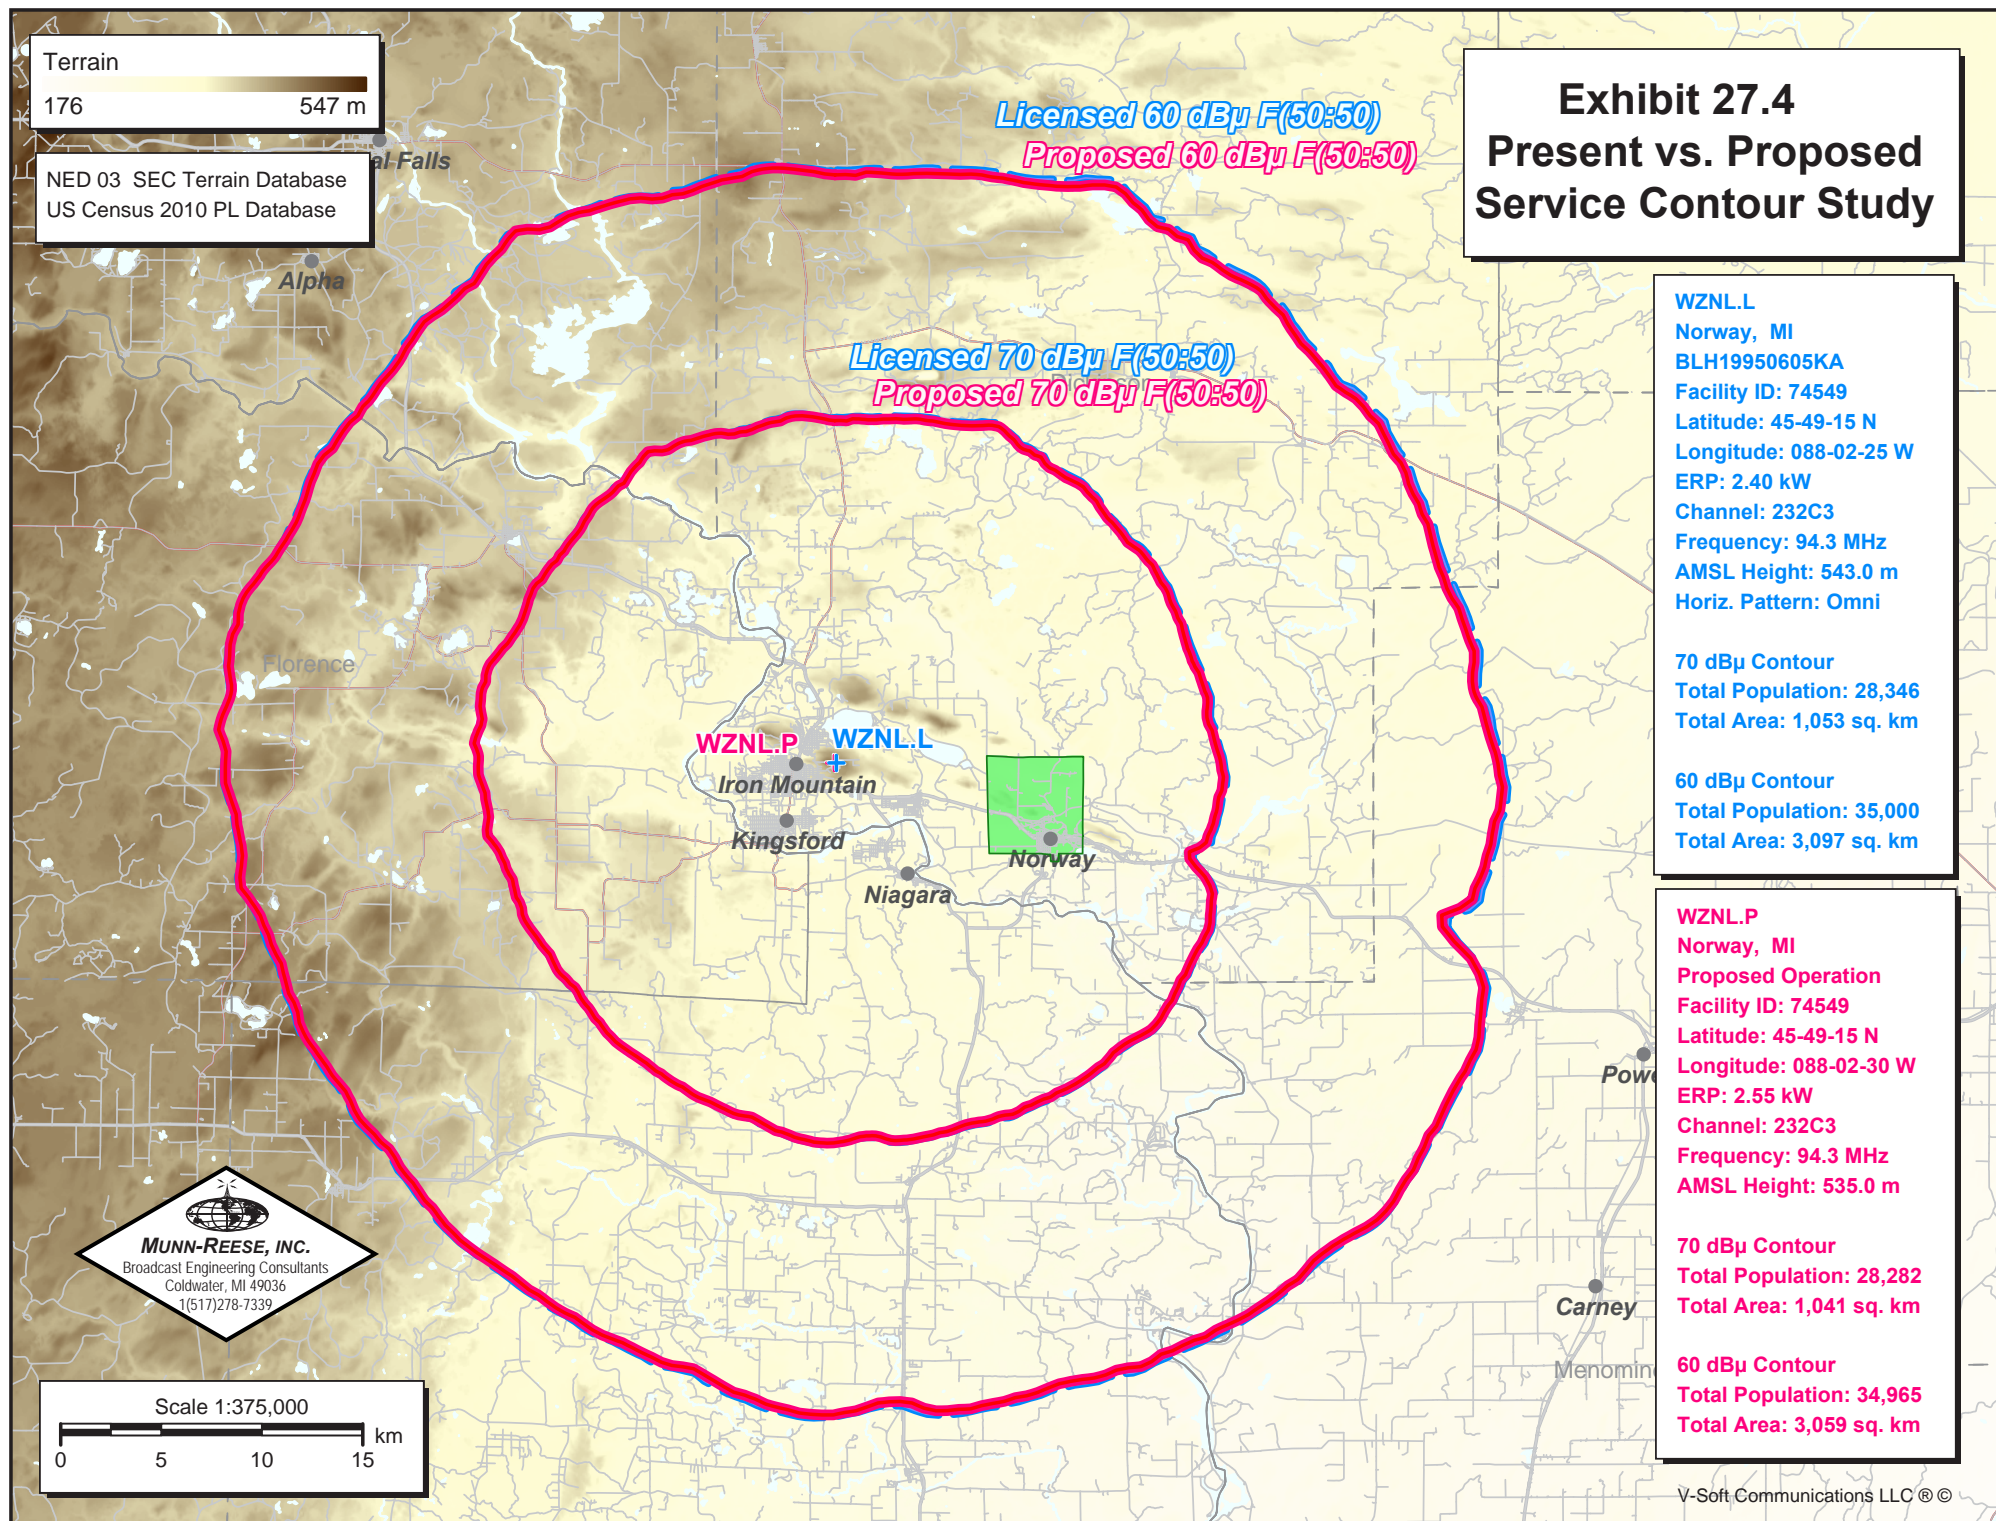 Terrain
176 547 m
NED 03 SEC Terrain Database
US Census 2010 PL Database
al Falls
Alpha
Licensed 60 dBµ F(50:50)
Proposed 60 dBµ F(50:50)
Exhibit 27.4
Present vs. Proposed
Service Contour Study
Licensed 70 dBµ F(50:50)
Dickinson
Proposed 70 dBµ F(50:50)
Florence
WZNL.P WZNL.L
Iron Mountain
Kingsford
Niagara
Norway
Powe
Carney
Menomin
WZNL.L
Norway, MI
BLH19950605KA
Facility ID: 74549
Latitude: 45-49-15 N
Longitude: 088-02-25 W
ERP: 2.40 kW
Channel: 232C3
Frequency: 94.3 MHz
AMSL Height: 543.0 m
Horiz. Pattern: Omni
70 dBµ Contour
Total Population: 28,346
Total Area: 1,053 sq. km
60 dBµ Contour
Total Population: 35,000
Total Area: 3,097 sq. km
WZNL.P
Norway, MI
Proposed Operation
Facility ID: 74549
Latitude: 45-49-15 N
Longitude: 088-02-30 W
ERP: 2.55 kW
Channel: 232C3
Frequency: 94.3 MHz
AMSL Height: 535.0 m
70 dBµ Contour
Total Population: 28,282
Total Area: 1,041 sq. km
60 dBµ Contour
Total Population: 34,965
Total Area: 3,059 sq. km
MUNN-REESE, INC.
Broadcast Engineering Consultants
Coldwater, MI 49036
1(517)278-7339
Scale 1:375,000
km
0 5 10 15
V-Soft Communications LLC ® ©